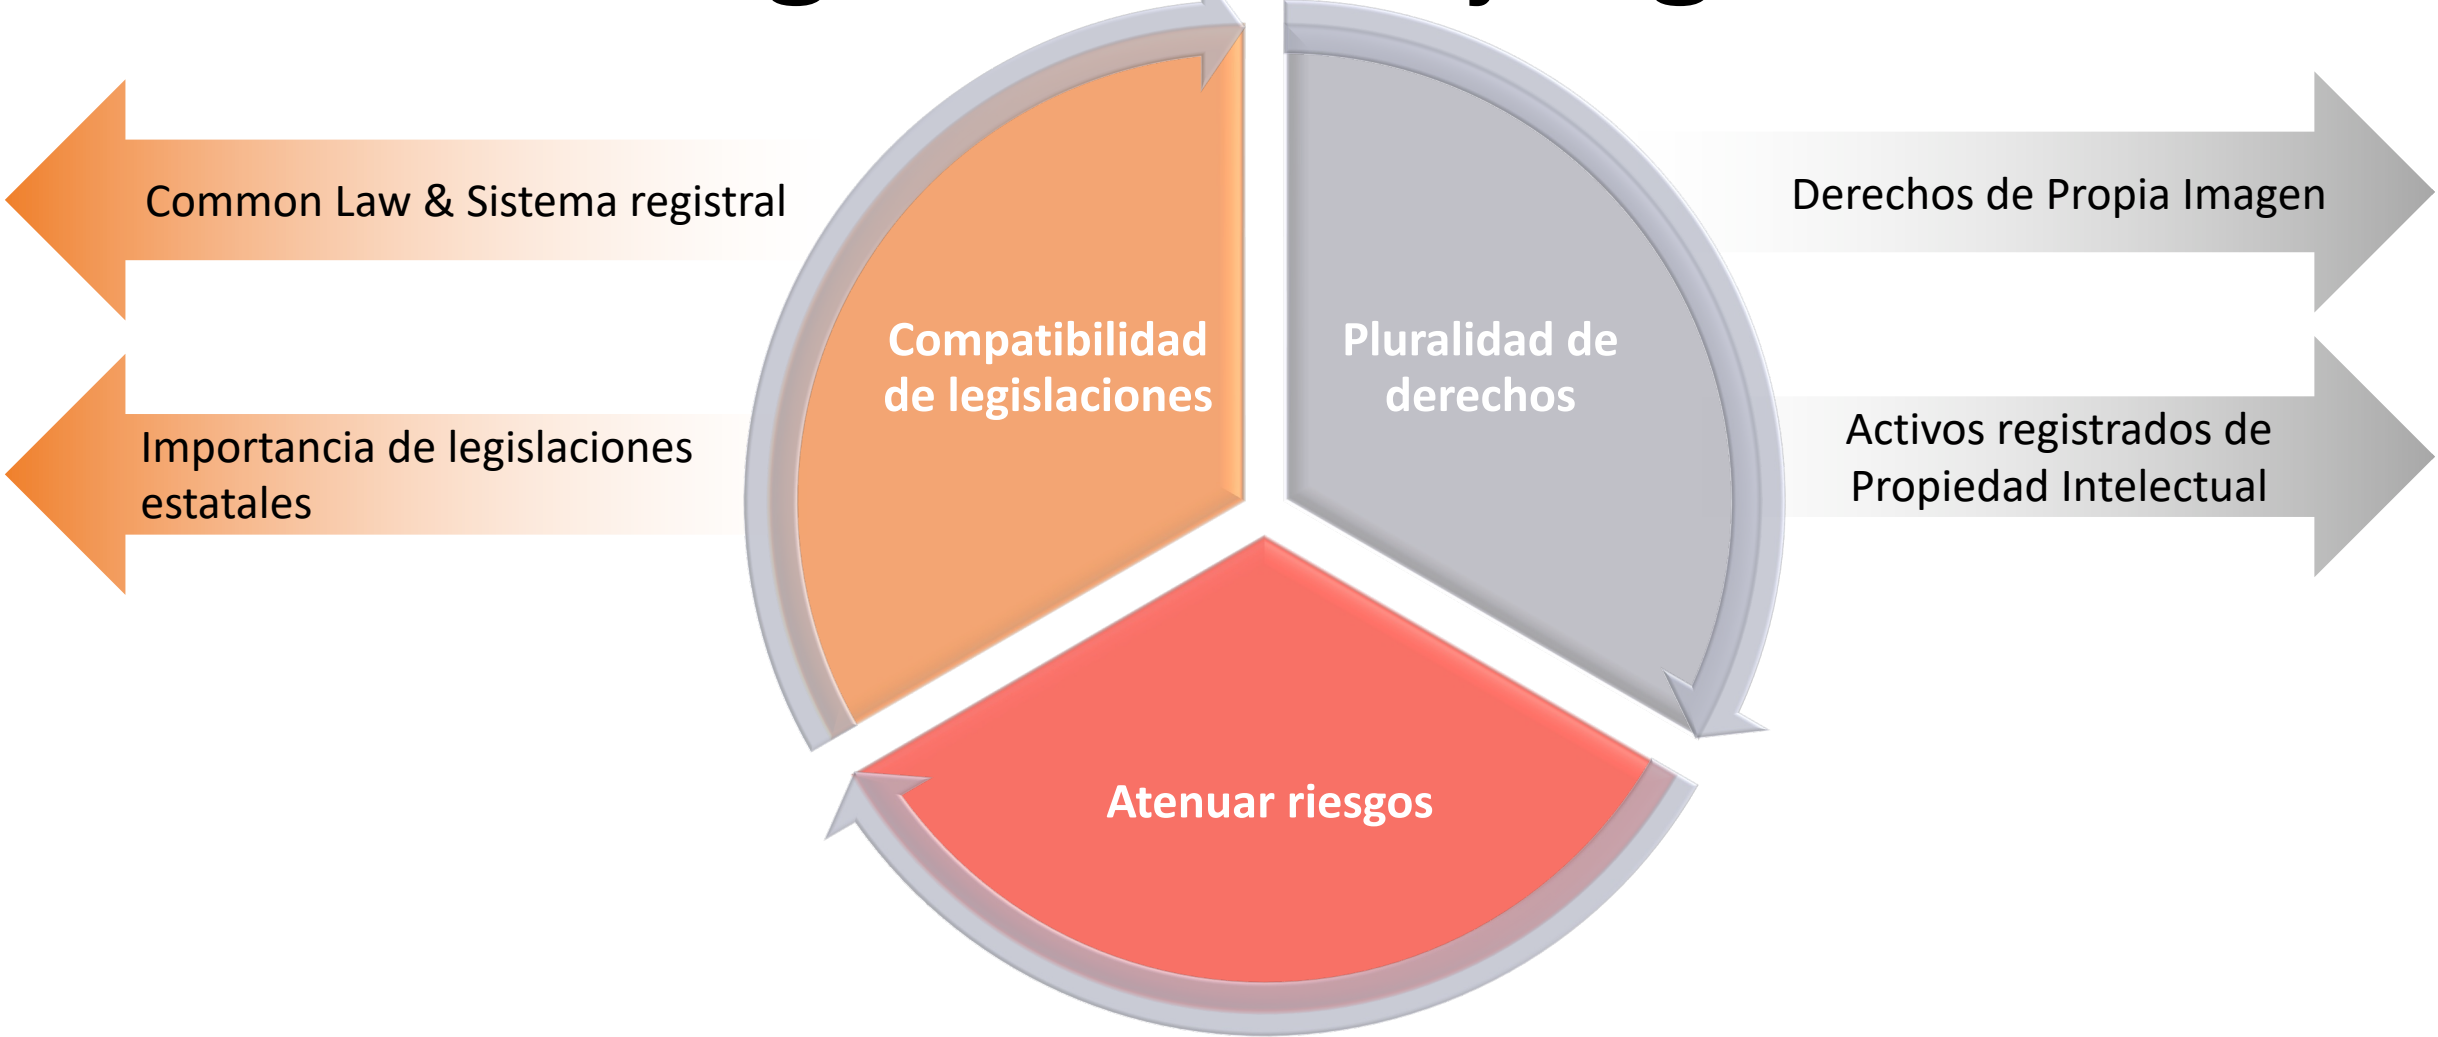 Common Law & Sistema registral
Importancia de legislaciones
estatales
Compatibilidad
de legislaciones
Pluralidad de
derechos
Derechos de Propia Imagen
Activos registrados de
Propiedad Intelectual
Atenuar riesgos